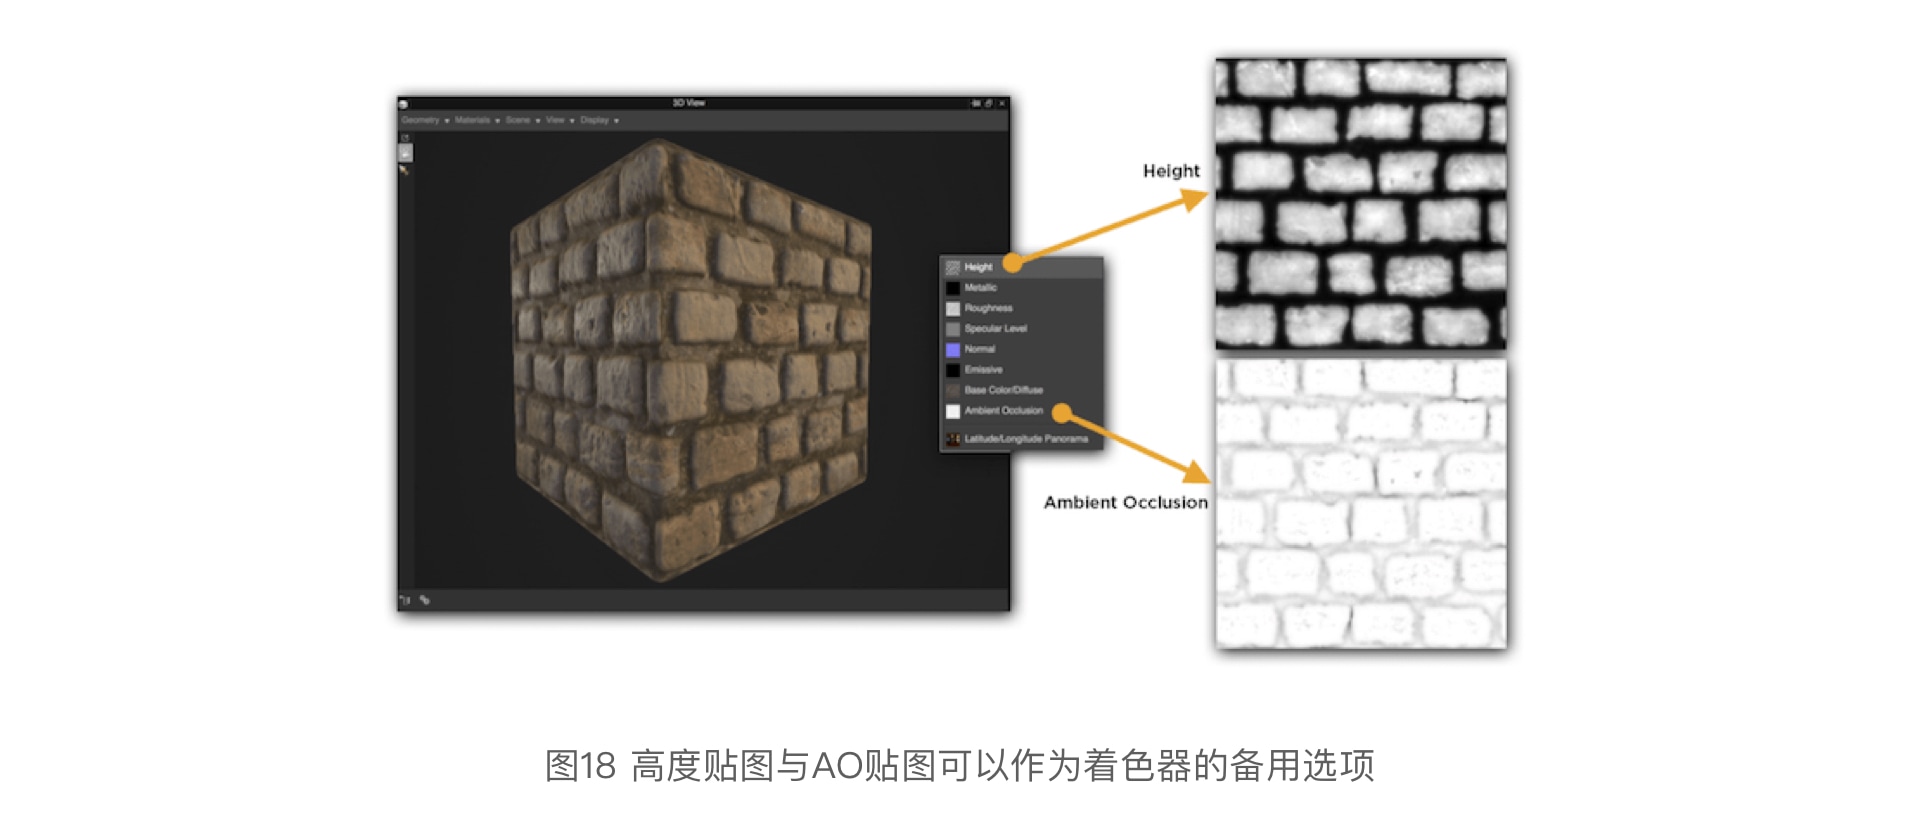 3D View
Geometry Materials Scene View Display
Height
Height
Metallic
Roughness
Specular Level
Normal
Emissive
Base Color/Diffuse
Ambient Occlusion
Latitude/Longitude Panorama
Ambient Occlusion
图18 高度贴图与AO贴图可以作为着色器的备用选项